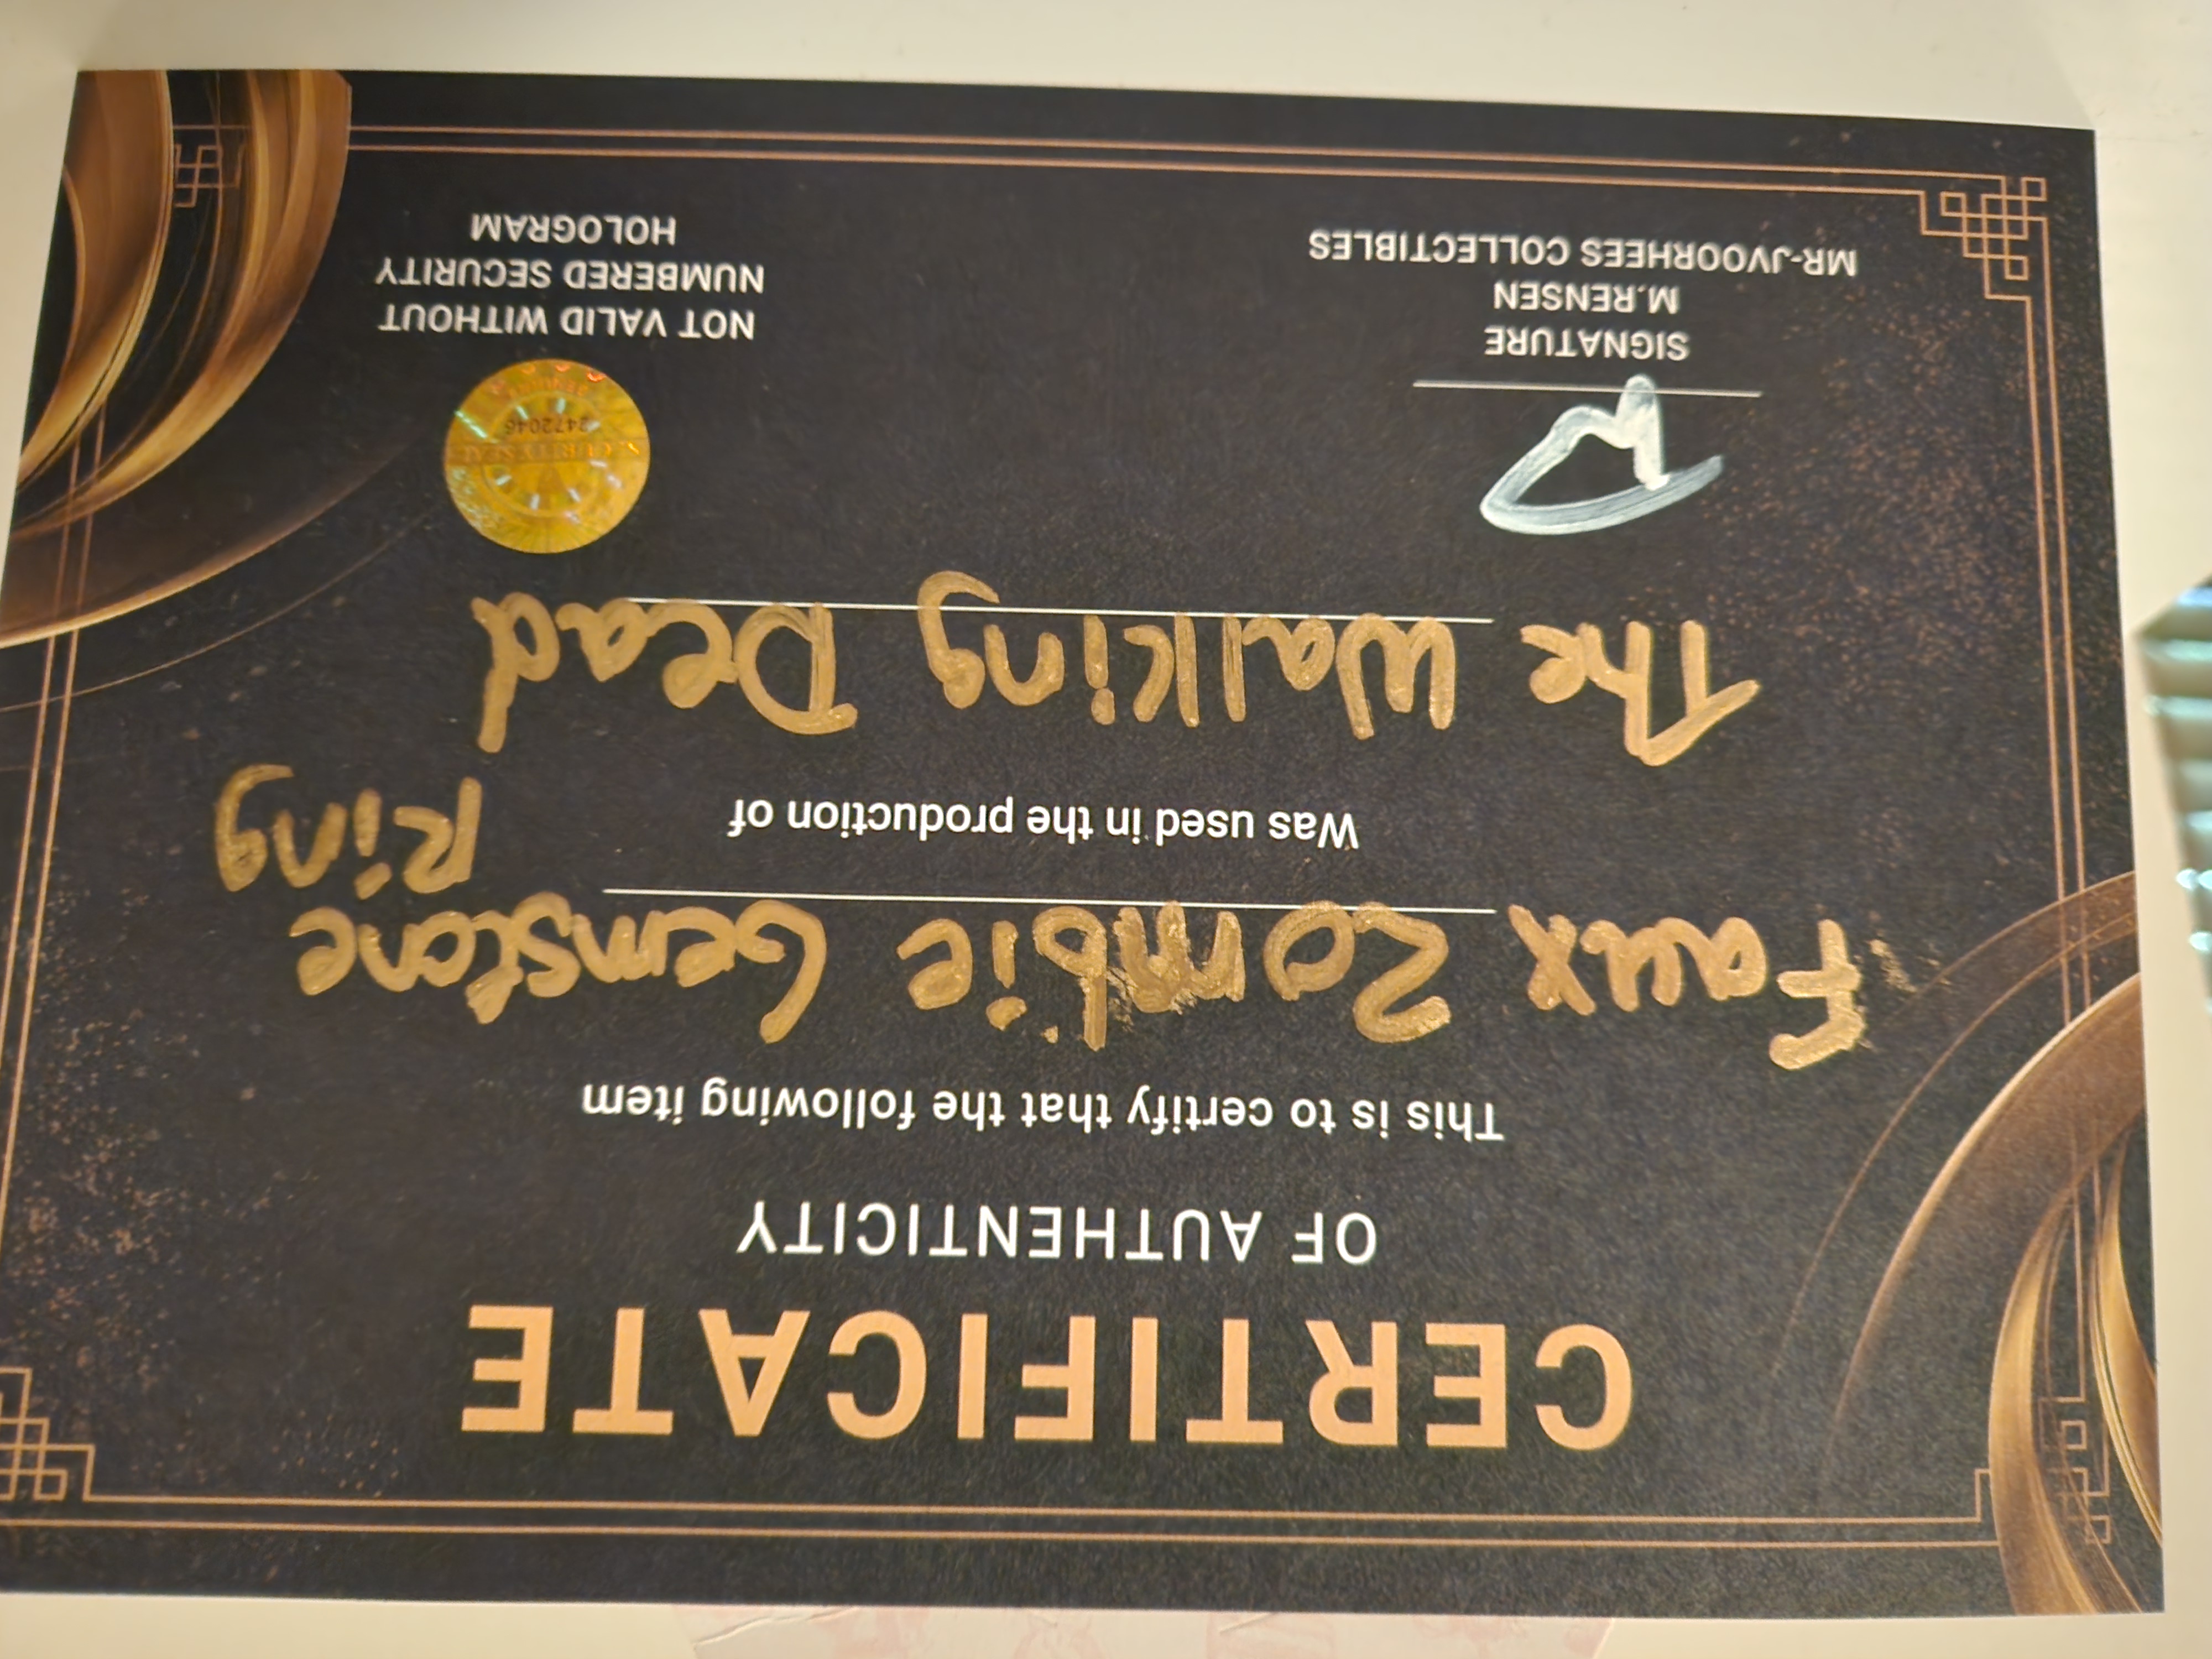 CERTIFICATE
OF AUTHENTICITY
This is to certify that the following item
Faux Zombie Gemstone
Ring
Was used in the production of
The Walking Dead
2472046
SIGNATURE
M.RENSEN
MR-JVOORHEES COLLECTIBLES
NOT VALID WITHOUT
NUMBERED SECURITY
HOLOGRAM